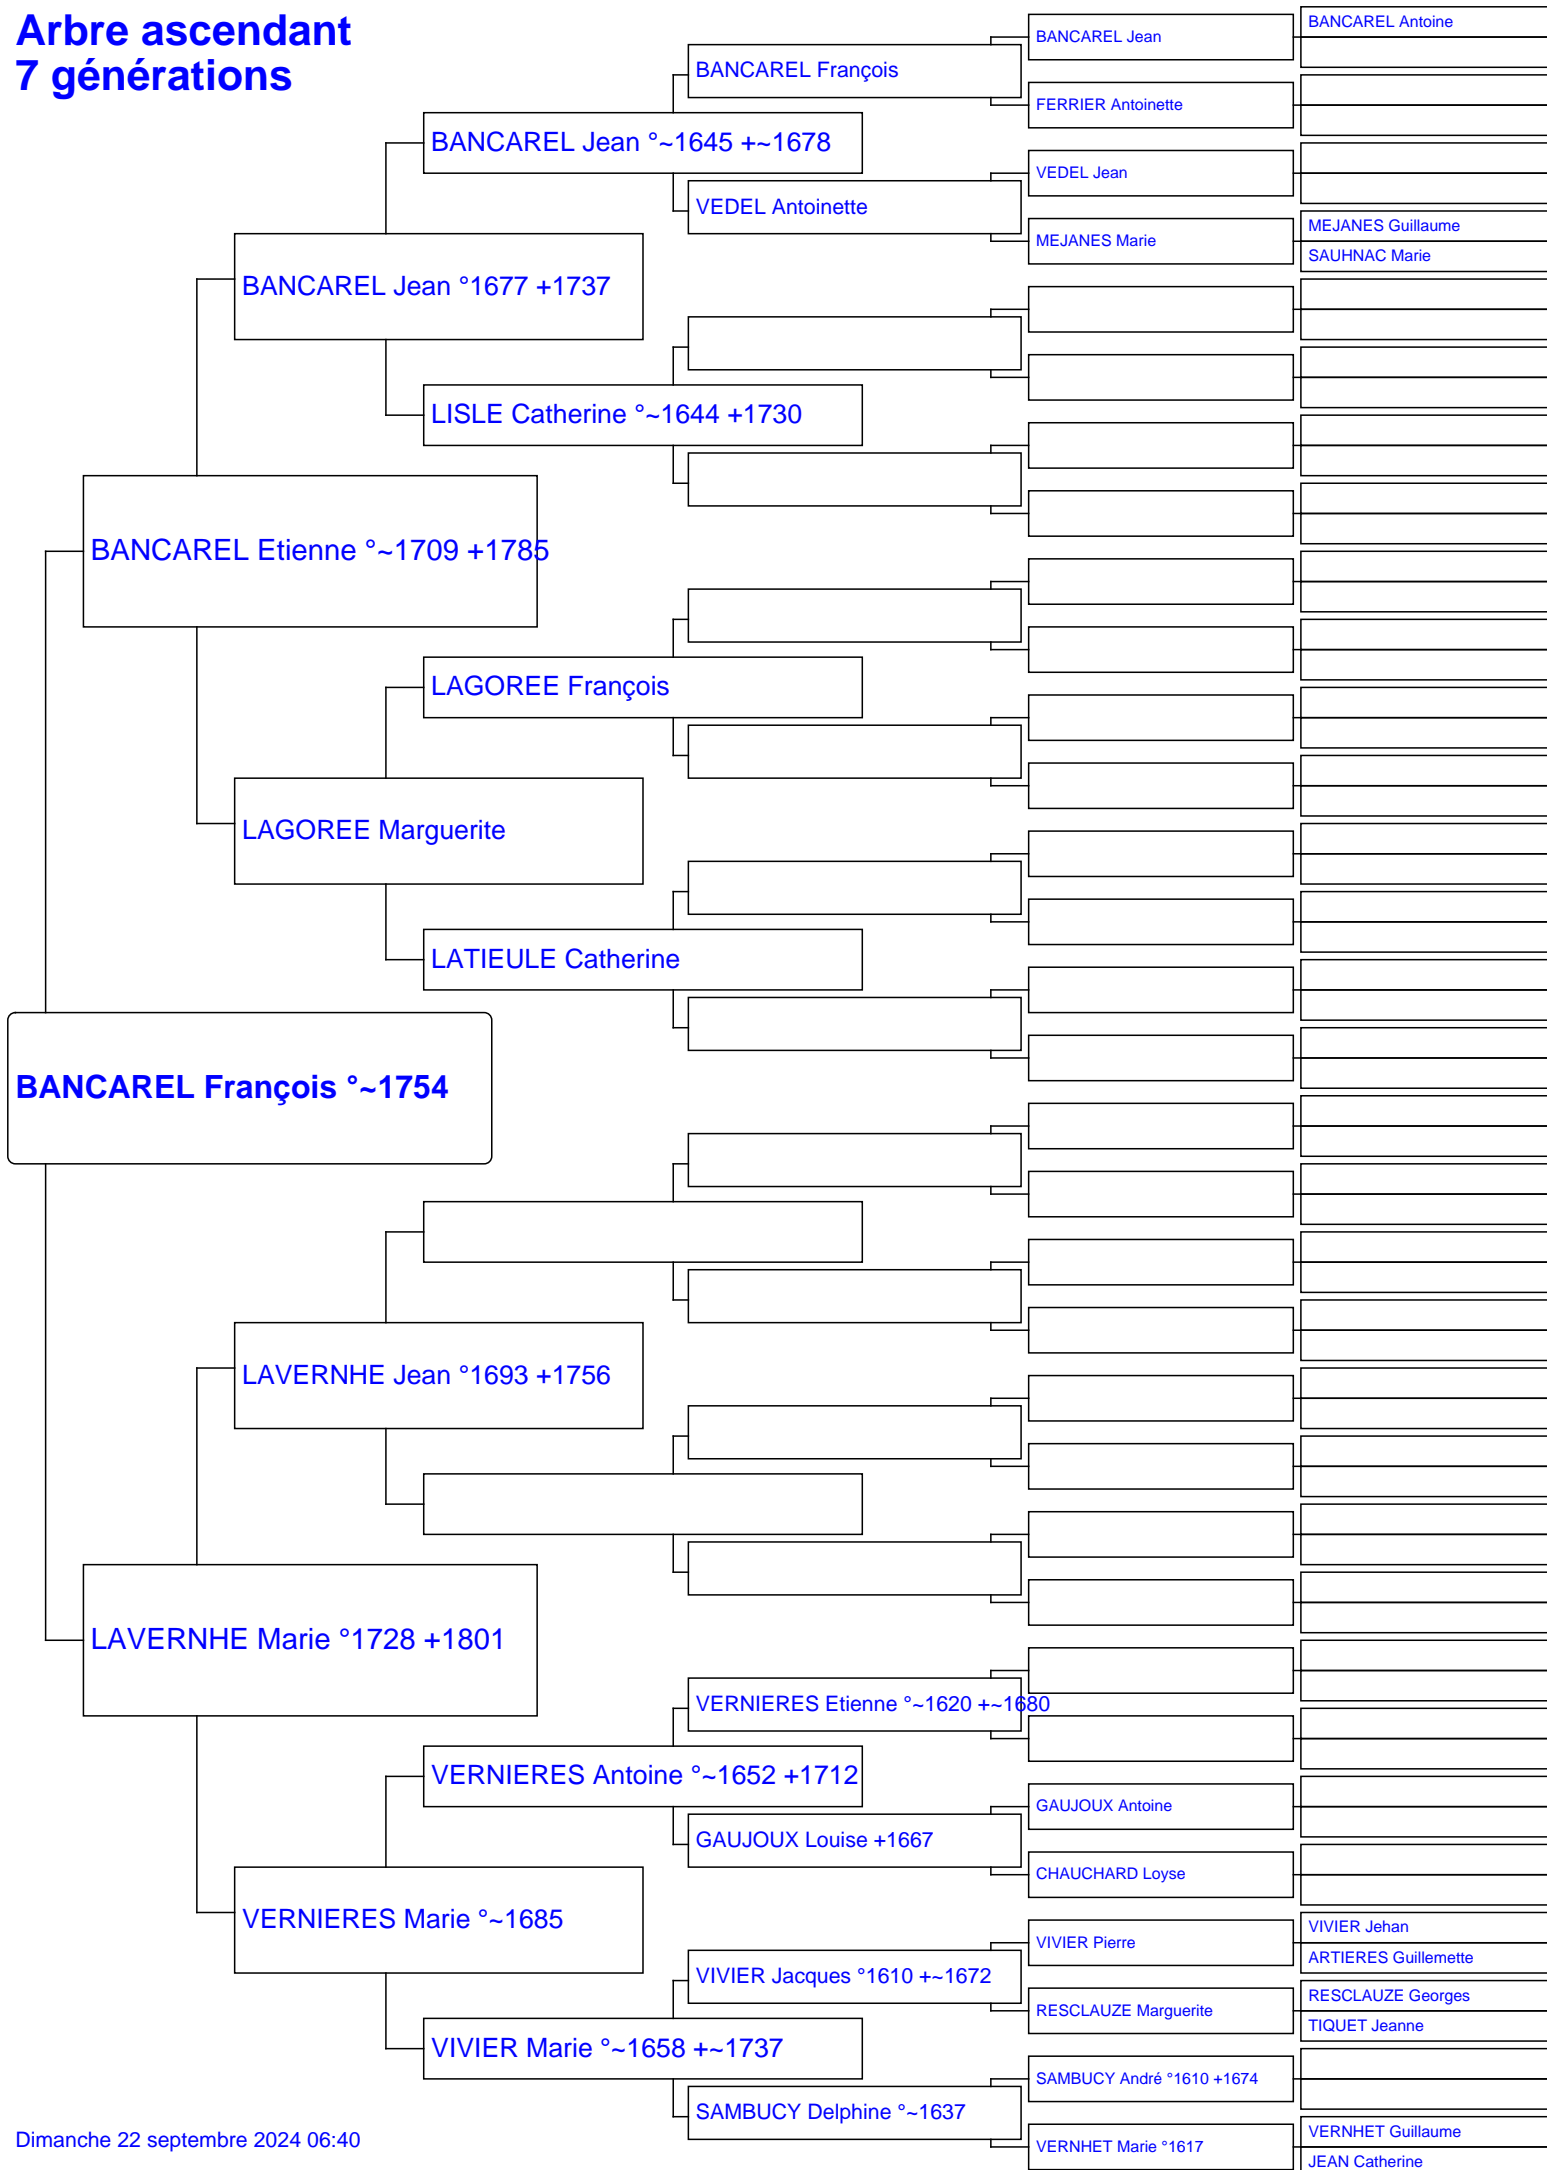 Arbre ascendant
7 générations
BANCAREL Antoine
BANCAREL Jean
BANCAREL François
FERRIER Antoinette
BANCAREL Jean °~1645 +~1678
VEDEL Jean
VEDEL Antoinette
MEJANES Guillaume
MEJANES Marie
SAUHNAC Marie
BANCAREL Jean °1677 +1737
LISLE Catherine °~1644 +1730
BANCAREL Etienne °~1709 +1785
LAGOREE François
LAGOREE Marguerite
LATIEULE Catherine
BANCAREL François °~1754
LAVERNHE Jean °1693 +1756
LAVERNHE Marie °1728 +1801
VERNIERES Etienne °~1620 +~1680
VERNIERES Antoine °~1652 +1712
GAUJOUX Antoine
GAUJOUX Louise +1667
CHAUCHARD Loyse
VERNIERES Marie °~1685
VIVIER Jehan
VIVIER Pierre
ARTIERES Guillemette
VIVIER Jacques °1610 +~1672
RESCLAUZE Georges
RESCLAUZE Marguerite
TIQUET Jeanne
VIVIER Marie °~1658 +~1737
SAMBUCY André °1610 +1674
SAMBUCY Delphine °~1637
VERNHET Guillaume
VERNHET Marie °1617
JEAN Catherine
Dimanche 22 septembre 2024 06:40